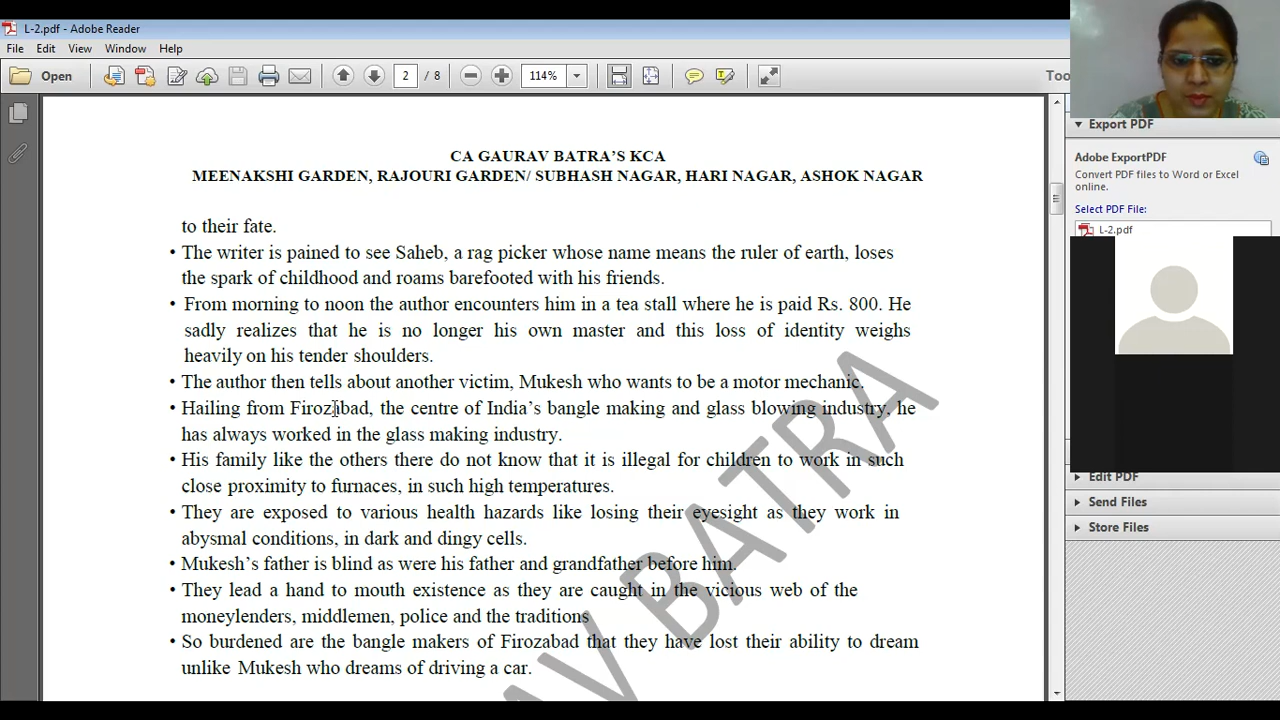 L-2.pdf - Adobe Reader
File Edit View Window Help
Open 2 / 8 114% Too
CA GAURAV BATRA'S KCA
MEENAKSHI GARDEN, RAJOURI GARDEN/ SUBHASH NAGAR, HARI NAGAR, ASHOK NAGAR
to their fate.
• The writer is pained to see Saheb, a rag picker whose name means the ruler of earth, loses
the spark of childhood and roams barefooted with his friends.
• From morning to noon the author encounters him in a tea stall where he is paid Rs. 800. He
sadly realizes that he is no longer his own master and this loss of identity weighs
heavily on his tender shoulders.
• The author then tells about another victim, Mukesh who wants to be a motor mechanic.
• Hailing from Firozabad, the centre of India's bangle making and glass blowing industry, he
has always worked in the glass making industry.
• His family like the others there do not know that it is illegal for children to work in such
close proximity to furnaces, in such high temperatures.
• They are exposed to various health hazards like losing their eyesight as they work in
abysmal conditions, in dark and dingy cells.
• Mukesh's father is blind as were his father and grandfather before him.
• They lead a hand to mouth existence as they are caught in the vicious web of the
moneylenders, middlemen, police and the traditions
• So burdened are the bangle makers of Firozabad that they have lost their ability to dream
unlike Mukesh who dreams of driving a car.
AV BATRA
Export PDF
Adobe ExportPDF
Convert PDF files to Word or Excel
online.
Select PDF File:
L-2.pdf
Edit PDF
Send Files
Store Files